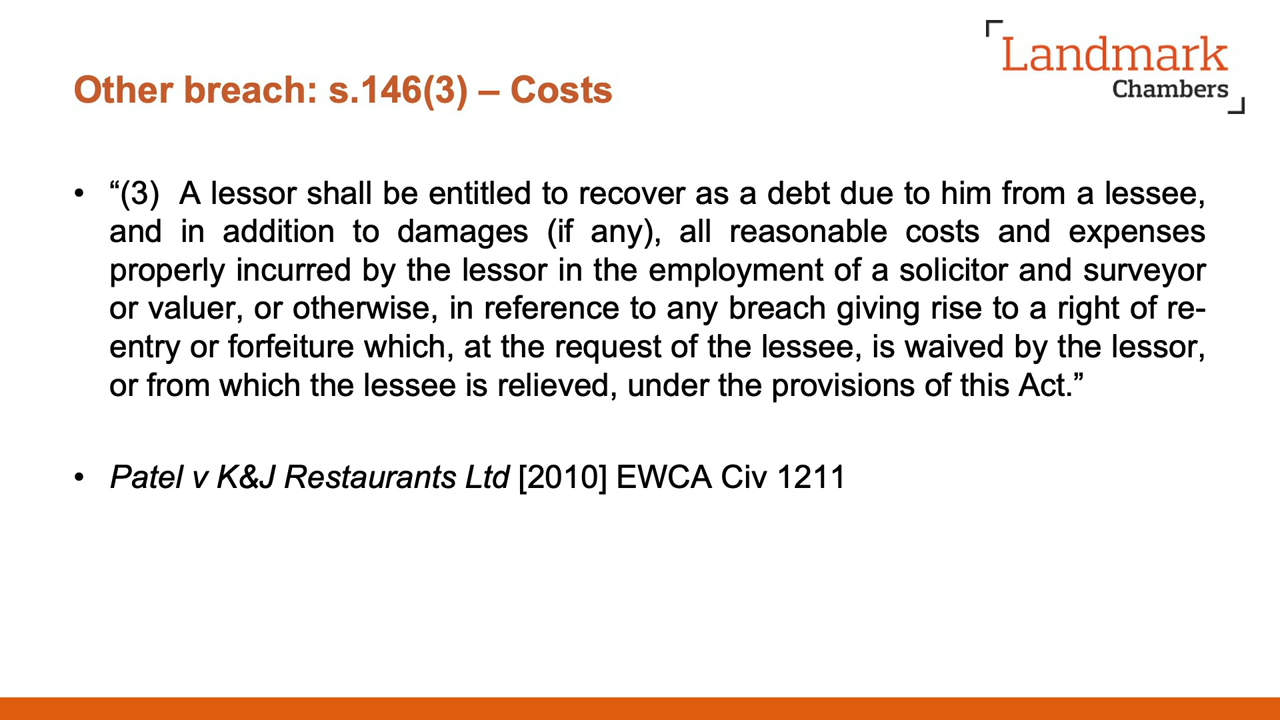 Landmark
Chambers
Other breach: s.146(3) – Costs
• “(3) A lessor shall be entitled to recover as a debt due to him from a lessee,
and in addition to damages (if any), all reasonable costs and expenses
properly incurred by the lessor in the employment of a solicitor and surveyor
or valuer, or otherwise, in reference to any breach giving rise to a right of re-
entry or forfeiture which, at the request of the lessee, is waived by the lessor,
or from which the lessee is relieved, under the provisions of this Act.”
• Patel v K&J Restaurants Ltd [2010] EWCA Civ 1211